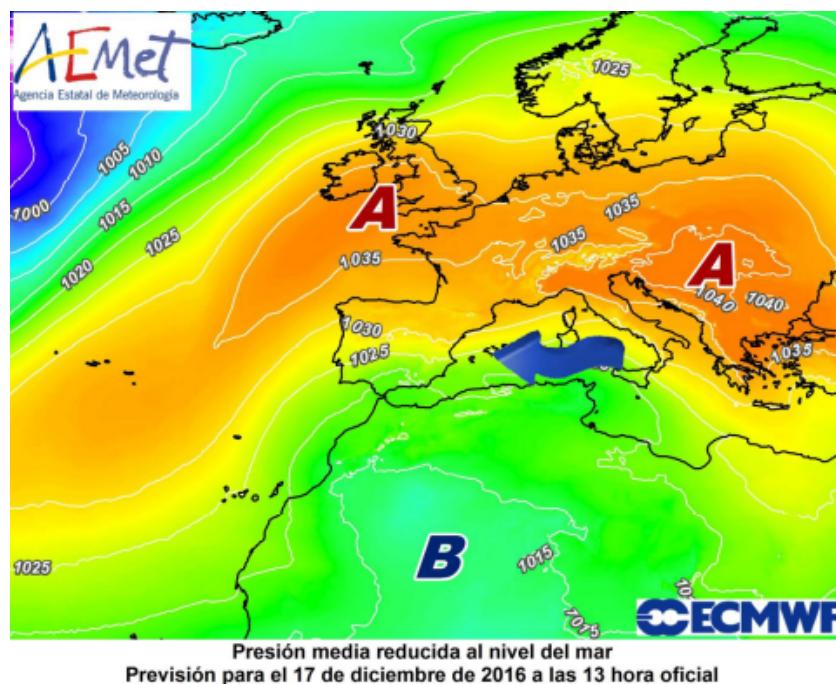 AEMet
Agencia Estatal de Meteorología
1025
1030
1005
1010
1000
1015
1025
1020
A
1035
1035
1035
A
1040
1040
1030
1025
1035
B
1015
1025
1015
ECMWF
Presión media reducida al nivel del mar
Previsión para el 17 de diciembre de 2016 a las 13 hora oficial